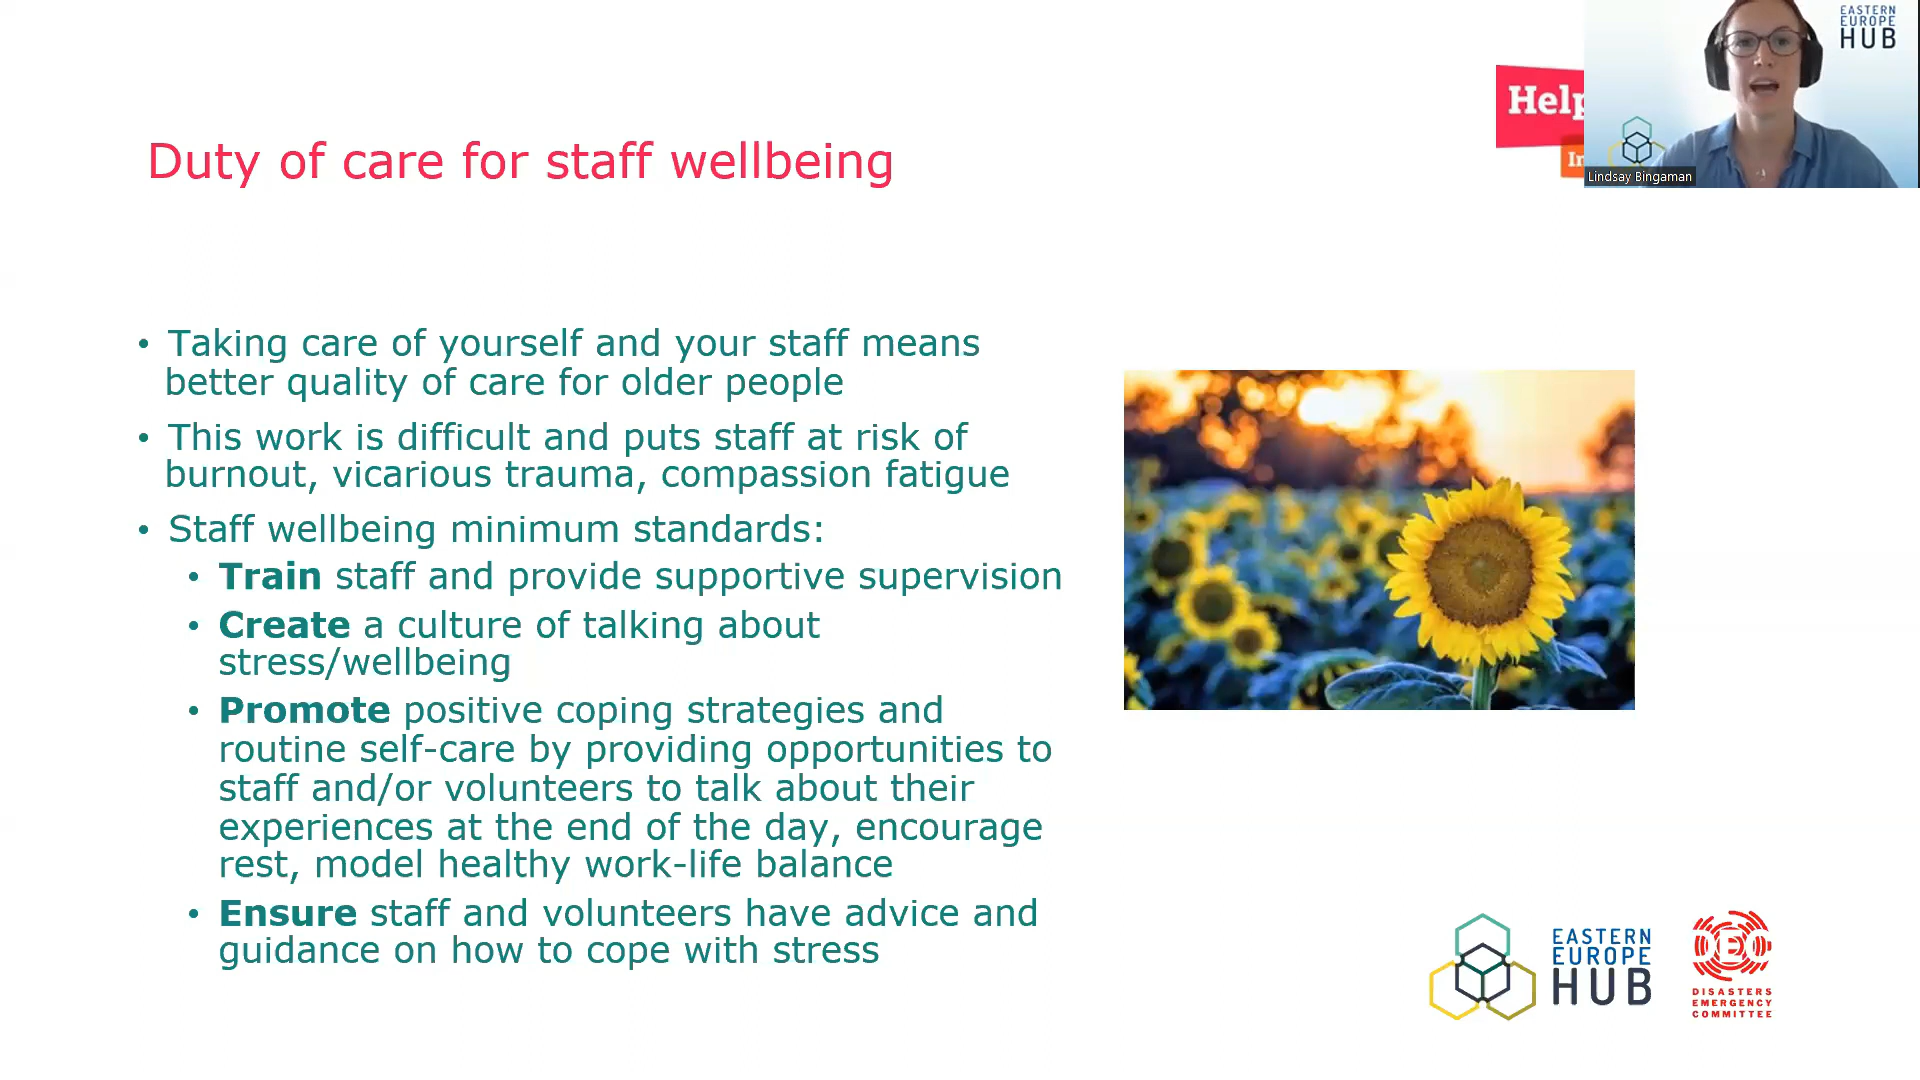 EASTERN
EUROPE
HUB
Help
In
Lindsay Bingaman
Duty of care for staff wellbeing
• Taking care of yourself and your staff means
better quality of care for older people
• This work is difficult and puts staff at risk of
burnout, vicarious trauma, compassion fatigue
• Staff wellbeing minimum standards:
• Train staff and provide supportive supervision
• Create a culture of talking about
stress/wellbeing
• Promote positive coping strategies and
routine self-care by providing opportunities to
staff and/or volunteers to talk about their
experiences at the end of the day, encourage
rest, model healthy work-life balance
• Ensure staff and volunteers have advice and
guidance on how to cope with stress
EASTERN
EUROPE
HUB
DEC
DISASTERS
EMERGENCY
COMMITTEE